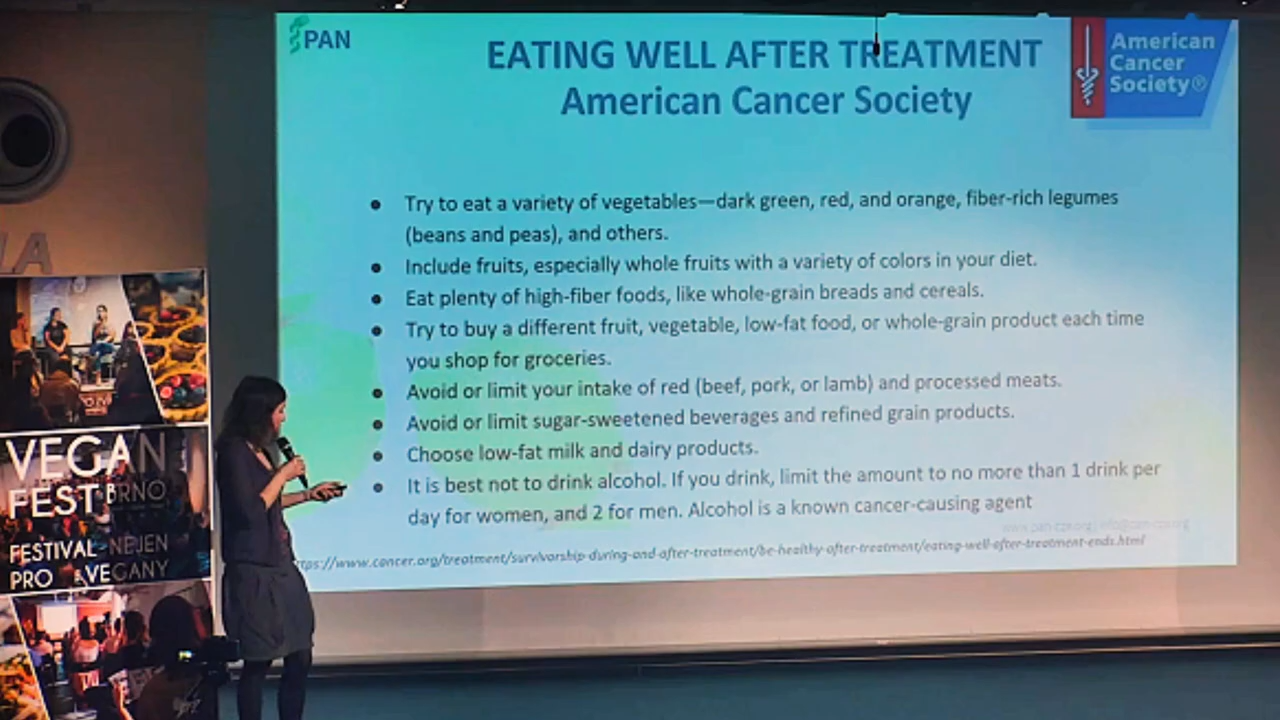 PAN
EATING WELL AFTER TREATMENT
American Cancer Society
American
Cancer
Society®
• Try to eat a variety of vegetables—dark green, red, and orange, fiber-rich legumes
(beans and peas), and others.
• Include fruits, especially whole fruits with a variety of colors in your diet.
• Eat plenty of high-fiber foods, like whole-grain breads and cereals.
• Try to buy a different fruit, vegetable, low-fat food, or whole-grain product each time
you shop for groceries.
• Avoid or limit your intake of red (beef, pork, or lamb) and processed meats.
• Avoid or limit sugar-sweetened beverages and refined grain products.
• Choose low-fat milk and dairy products.
• It is best not to drink alcohol. If you drink, limit the amount to no more than 1 drink per
day for women, and 2 for men. Alcohol is a known cancer-causing agent
ttps://www.cancer.org/treatment/survivorship-during-and-after-treatment/be-healthy-after-treatment/eating-well-after-treatment-ends.html
VEGAN
FEST BRNO
FESTIVAL NEJEN
PRO VEGANY